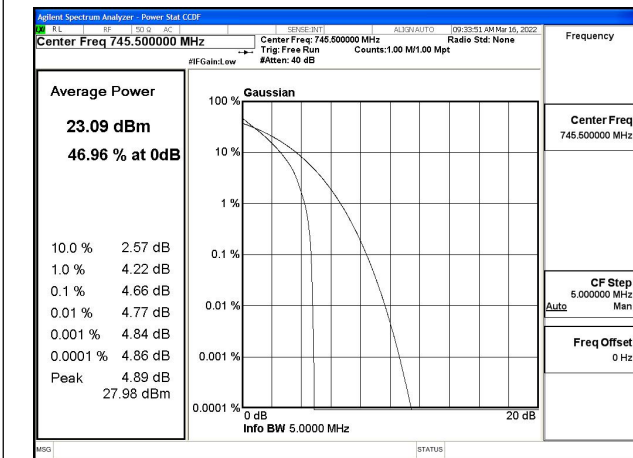 Agilent Spectrum Analyzer - Power Stat CCDF
RL RF 50 Ω AC SENSE:INT ALIGN AUTO 09:33:51 AM Mar 16, 2022
Center Freq 745.500000 MHz
Center Freq: 745.500000 MHz Radio Std: None
Trig: Free Run Counts:1.00 M/1.00 Mpt
#IFGain:Low #Atten: 40 dB
Frequency
Average Power
23.09 dBm
46.96 % at 0dB
10.0 % 2.57 dB
1.0 % 4.22 dB
0.1 % 4.66 dB
0.01 % 4.77 dB
0.001 % 4.84 dB
0.0001 % 4.86 dB
Peak 4.89 dB
27.98 dBm
Gaussian
100 %
10 %
1 %
0.1 %
0.01 %
0.001 %
0.0001 %
0 dB 20 dB
Info BW 5.0000 MHz
Center Freq
745.500000 MHz
CF Step
5.000000 MHz
Auto Man
Freq Offset
0 Hz
MSG STATUS